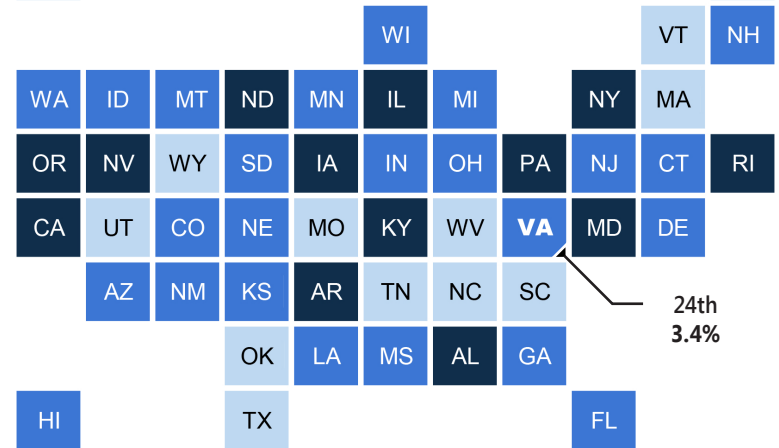 WI VT NH
WA ID MT ND MN IL MI NY MA
OR NV WY SD IA IN OH PA NJ CT RI
CA UT CO NE MO KY WV VA MD DE
AZ NM KS AR TN NC SC
24th
3.4%
OK LA MS AL GA
HI TX FL